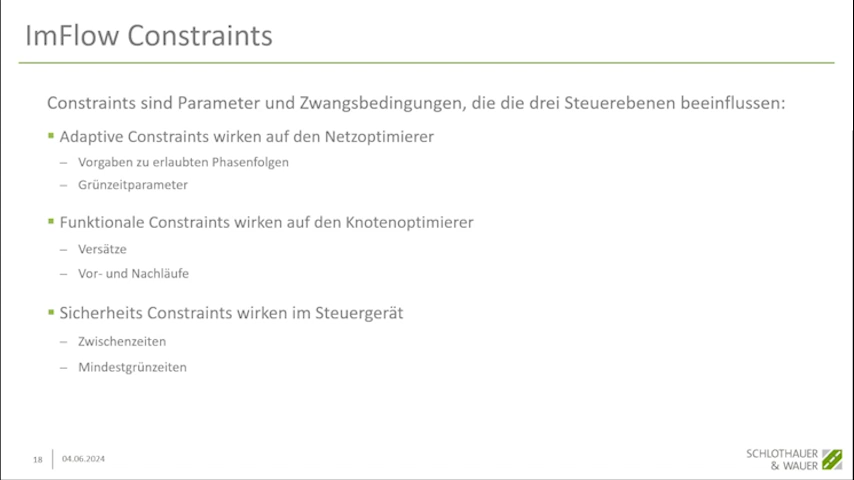 ImFlow Constraints
Constraints sind Parameter und Zwangsbedingungen, die die drei Steuerebenen beeinflussen:
▪ Adaptive Constraints wirken auf den Netzoptimierer
– Vorgaben zu erlaubten Phasenfolgen
– Grünzeitparameter
▪ Funktionale Constraints wirken auf den Knotenoptimierer
– Versätze
– Vor- und Nachläufe
▪ Sicherheits Constraints wirken im Steuergerät
– Zwischenzeiten
– Mindestgrünzeiten
18 04.06.2024
SCHLOTHAUER
& WAUER